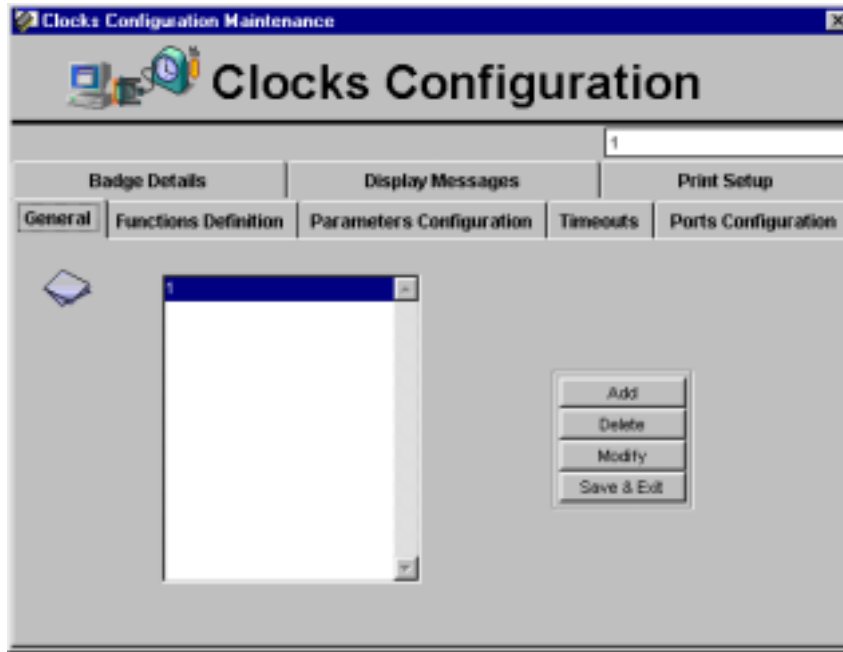 Clocks Configuration Maintenance
Clocks Configuration
1
Badge Details Display Messages Print Setup
General Functions Definition Parameters Configuration Timeouts Ports Configuration
1
Add
Delete
Modify
Save & Exit